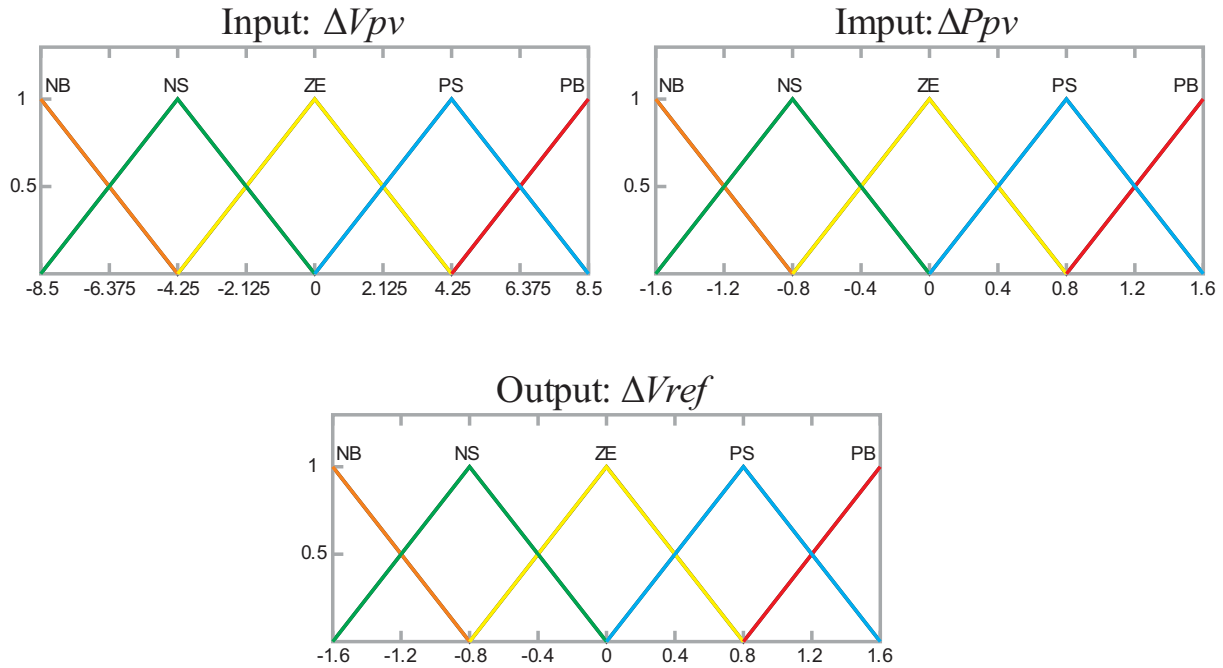 Input: ΔVpv
NB NS ZE PS PB
1
0.5
-8.5 -6.375 -4.25 -2.125 0 2.125 4.25 6.375 8.5
Imput: ΔPpv
NB NS ZE PS PB
1
0.5
-1.6 -1.2 -0.8 -0.4 0 0.4 0.8 1.2 1.6
Output: ΔVref
NB NS ZE PS PB
1
0.5
-1.6 -1.2 -0.8 -0.4 0 0.4 0.8 1.2 1.6